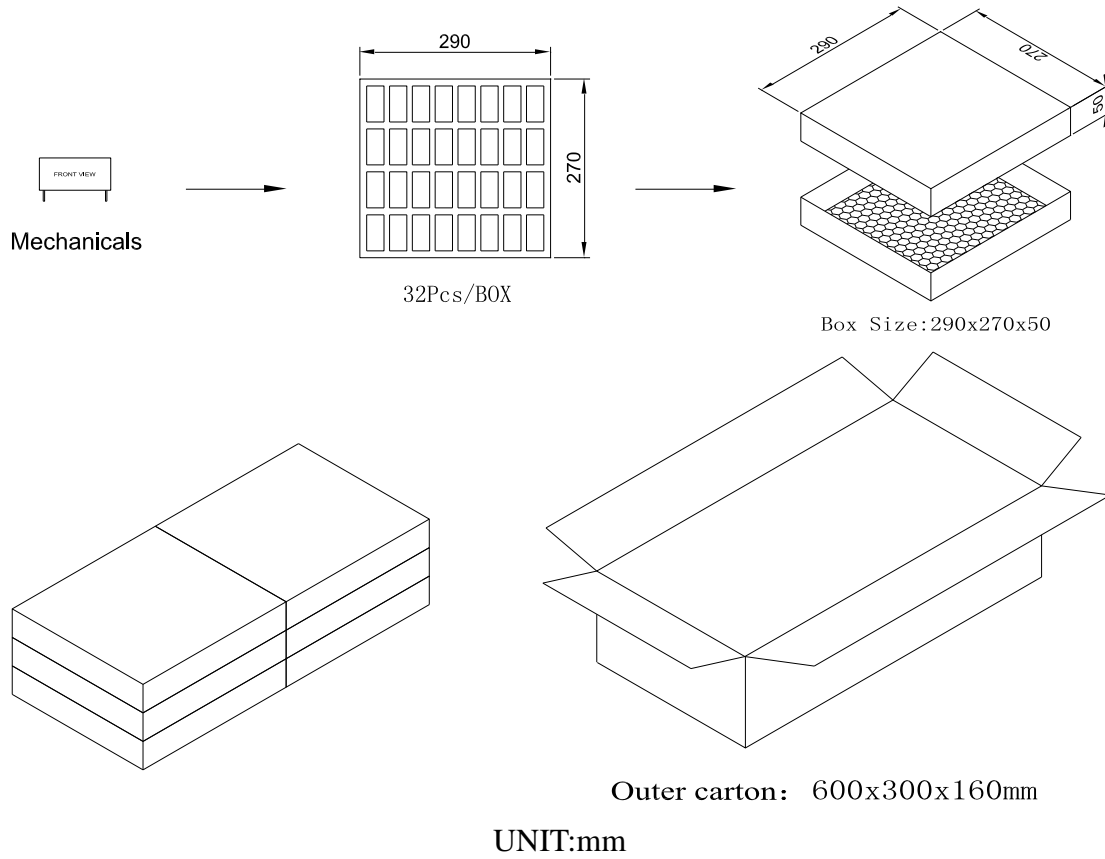 290
290
270
50
FRONT VIEW
270
Mechanicals
32Pcs/BOX
Box Size:290x270x50
Outer carton: 600x300x160mm
UNIT:mm